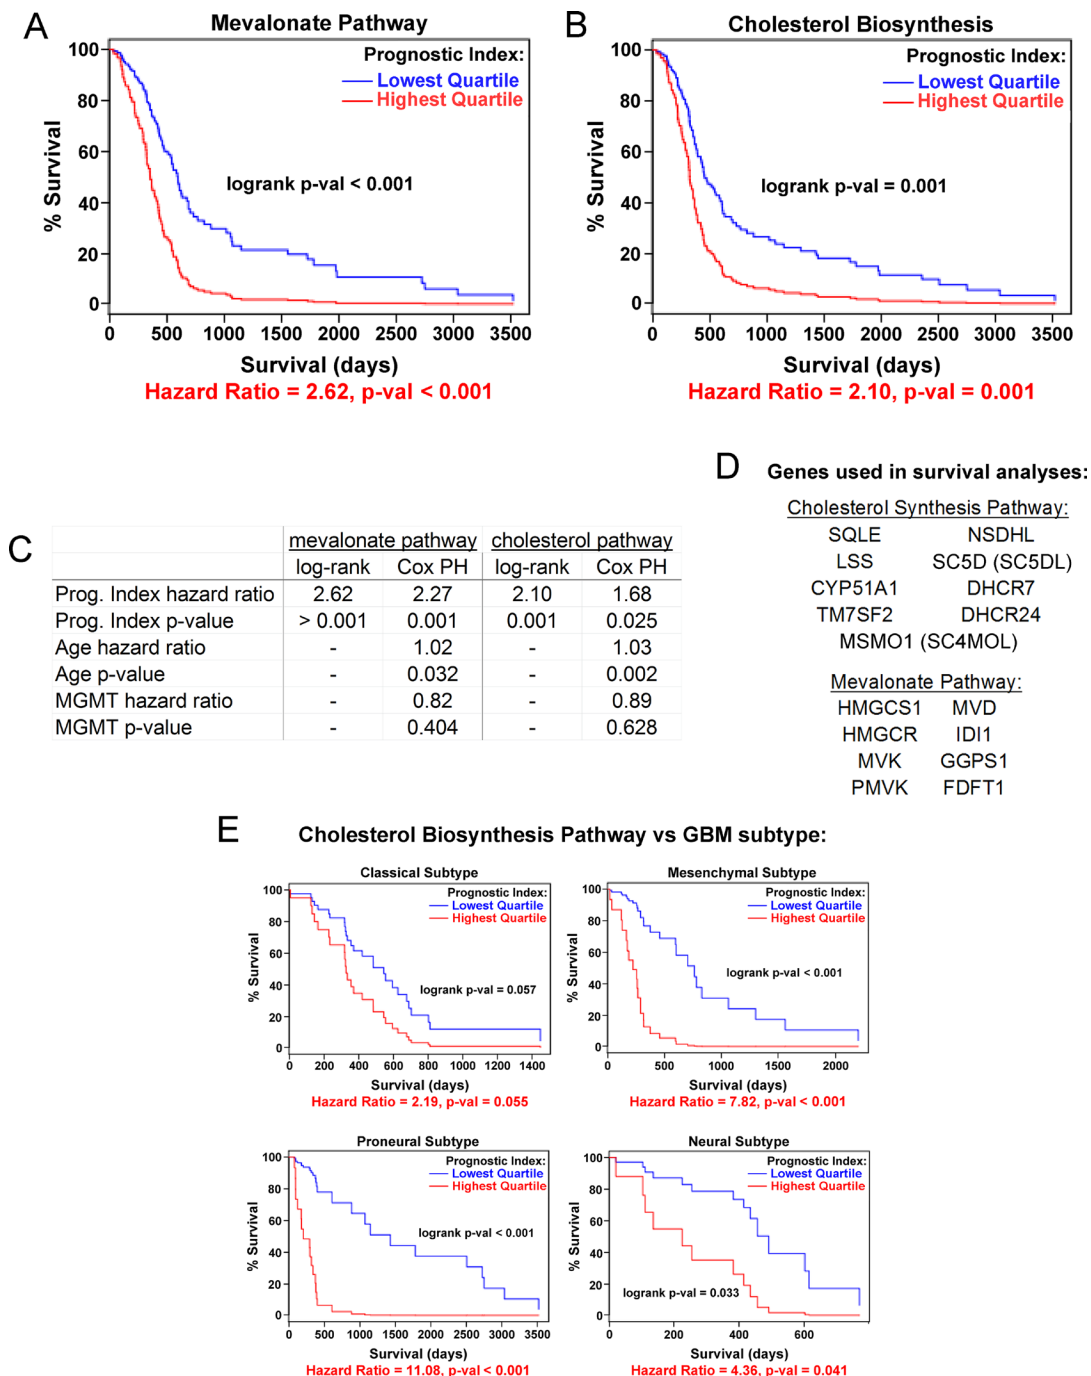 A
Mevalonate Pathway
Prognostic Index:
Lowest Quartile
Highest Quartile
logrank p-val < 0.001
% Survival
100
80
60
40
20
0
0 500 1000 1500 2000 2500 3000 3500
Survival (days)
Hazard Ratio = 2.62, p-val < 0.001
B
Cholesterol Biosynthesis
Prognostic Index:
Lowest Quartile
Highest Quartile
logrank p-val = 0.001
% Survival
100
80
60
40
20
0
0 500 1000 1500 2000 2500 3000 3500
Survival (days)
Hazard Ratio = 2.10, p-val = 0.001
C
mevalonate pathway cholesterol pathway
log-rank Cox PH log-rank Cox PH
Prog. Index hazard ratio 2.62 2.27 2.10 1.68
Prog. Index p-value > 0.001 0.001 0.001 0.025
Age hazard ratio - 1.02 - 1.03
Age p-value - 0.032 - 0.002
MGMT hazard ratio - 0.82 - 0.89
MGMT p-value - 0.404 - 0.628
D
Genes used in survival analyses:
Cholesterol Synthesis Pathway:
SQLE NSDHL
LSS SC5D (SC5DL)
CYP51A1 DHCR7
TM7SF2 DHCR24
MSMO1 (SC4MOL)
Mevalonate Pathway:
HMGCS1 MVD
HMGCR IDI1
MVK GGPS1
PMVK FDFT1
E
Cholesterol Biosynthesis Pathway vs GBM subtype:
Classical Subtype
Prognostic Index:
Lowest Quartile
Highest Quartile
logrank p-val = 0.057
% Survival
100
80
60
40
20
0
0 200 400 600 800 1000 1200 1400
Survival (days)
Hazard Ratio = 2.19, p-val = 0.055
Mesenchymal Subtype
Prognostic Index:
Lowest Quartile
Highest Quartile
logrank p-val < 0.001
% Survival
100
80
60
40
20
0
0 500 1000 1500 2000
Survival (days)
Hazard Ratio = 7.82, p-val < 0.001
Proneural Subtype
Prognostic Index:
Lowest Quartile
Highest Quartile
logrank p-val < 0.001
% Survival
100
80
60
40
20
0
0 500 1000 1500 2000 2500 3000 3500
Survival (days)
Hazard Ratio = 11.08, p-val < 0.001
Neural Subtype
Prognostic Index:
Lowest Quartile
Highest Quartile
logrank p-val = 0.033
% Survival
100
80
60
40
20
0
0 200 400 600
Survival (days)
Hazard Ratio = 4.36, p-val = 0.041